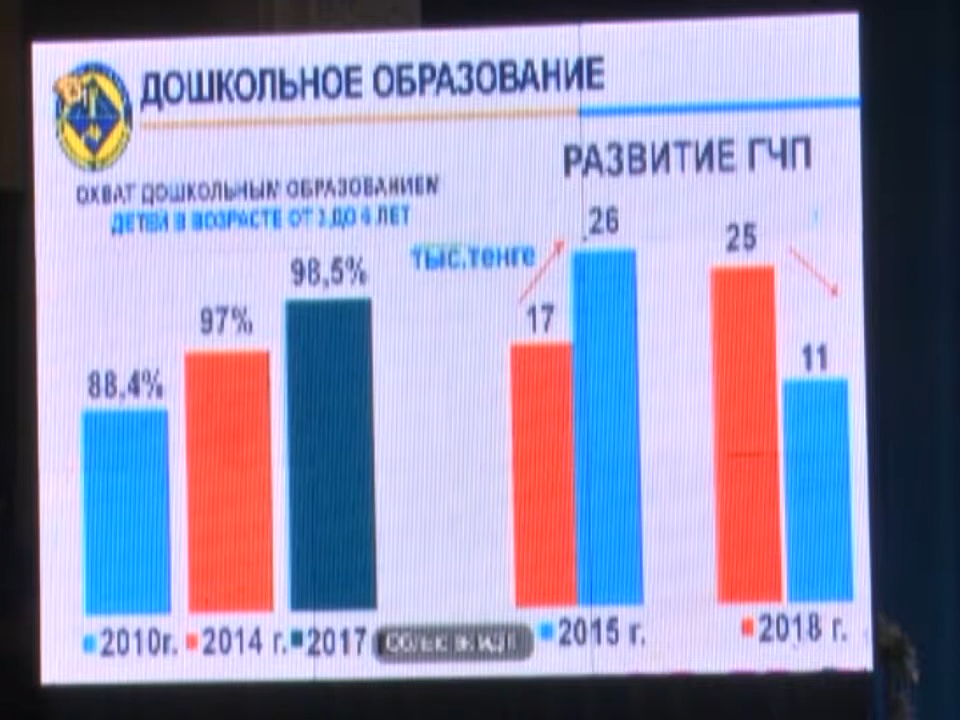 ДОШКОЛЬНОЕ ОБРАЗОВАНИЕ
РАЗВИТИЕ ГЧП
ОХВАТ ДОШКОЛЬНЫМ ОБРАЗОВАНИЕМ
ДЕТЕЙ В ВОЗРАСТЕ ОТ 3 ДО 6 ЛЕТ
тыс.тенге
88,4%
97%
98,5%
17
26
25
11
2010г.
2014 г.
2017
2015 г.
2018 г.